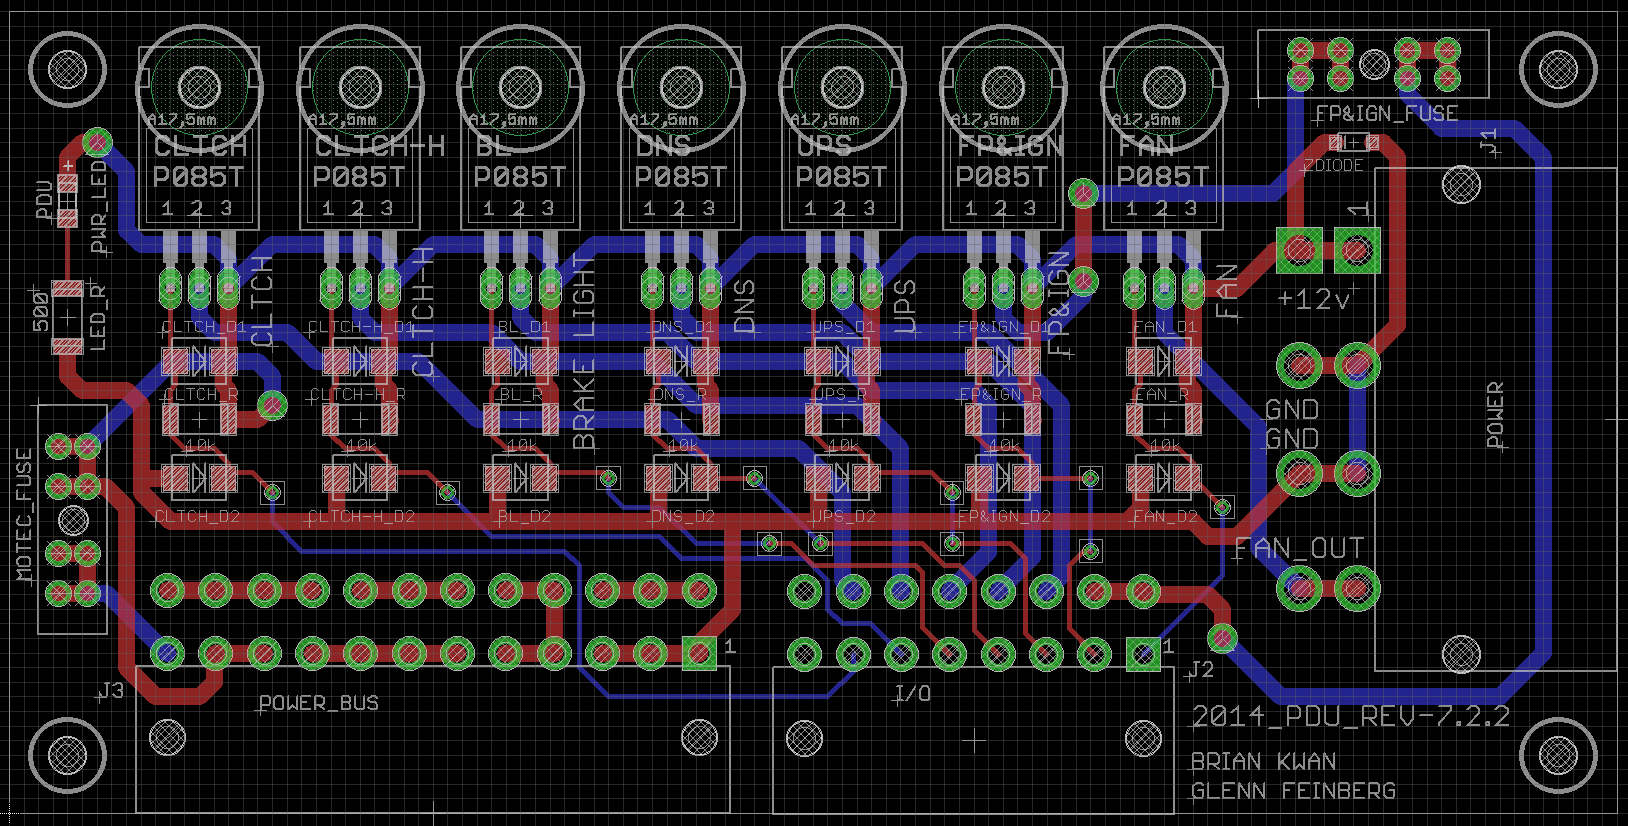 A17,5mm A17,5mm A17,5mm A17,5mm A17,5mm A17,5mm A17,5mm
CLTCH CLTCH-H BL DNS UPS FP&IGN FAN
P085T P085T P085T P085T P085T P085T P085T
1 2 3 1 2 3 1 2 3 1 2 3 1 2 3 1 2 3 1 2 3
FP&IGN_FUSE
J1
ZDIODE
PDU
PWR_LED
+
1
+12v
500
LED_R
CLTCH
CLTCH-H
BRAKE LIGHT
DNS
UPS
FP&IGN
FAN
CLTCH_D1 CLTCH-H_D1 BL_D1 DNS_D1 UPS_D1 FP&IGN_D1 FAN_D1
CLTCH_R CLTCH-H_R BL_R DNS_R UPS_R FP&IGN_R FAN_R
10k 10k 10k 10k 10k 10k 10k
CLTCH_D2 CLTCH-H_D2 BL_D2 DNS_D2 UPS_D2 FP&IGN_D2 FAN_D2
GND
GND
POWER
FAN_OUT
MOTEC_FUSE
1
1
J3
J2
POWER_BUS
I/O
2014_PDU_REV-7.2.2
BRIAN KWAN
GLENN FEINBERG